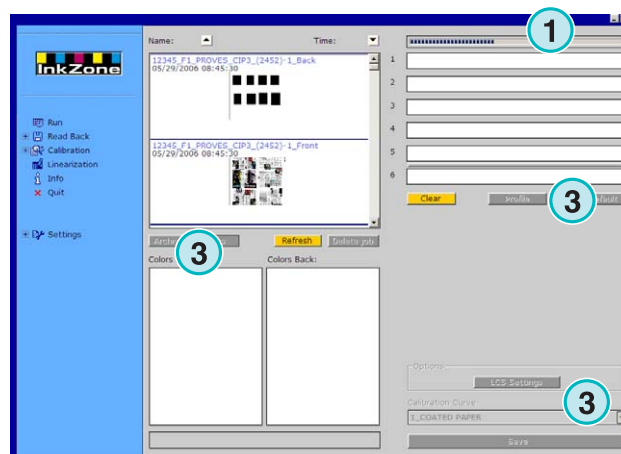 InkZone
Run
Read Back
Calibration
Linearization
Info
Quit
Settings
Name:
Time:
12345_F1_PROVES_CIP3_(2452)-1_Back
05/29/2006 08:45:30
12345_F1_PROVES_CIP3_(2452)-1_Front
05/29/2006 08:45:30
3
Refresh
Delete job
Colors
Colors Back:
1
1
2
3
4
5
6
Clear
Profile
3
Options
LCS Settings
Calibration Curve
1_COATED PAPER
3
Save